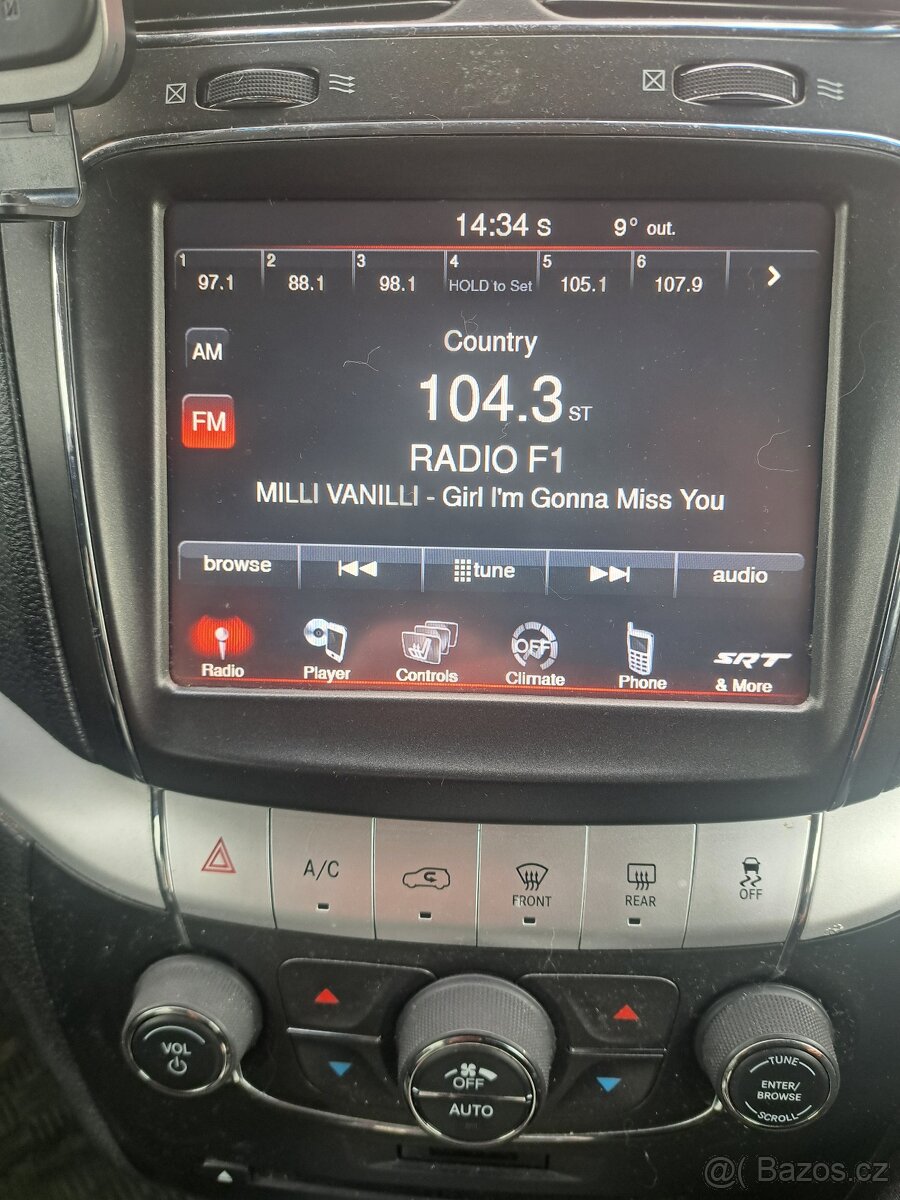 14:34 S 9° out.
1 2 3 4 5 6
97.1 88.1 98.1 HOLD to Set 105.1 107.9
AM
Country
FM
104.3 ST
RADIO F1
MILLI VANILLI - Girl I'm Gonna Miss You
browse tune audio
OFF SRT
Radio Player Controls Climate Phone & More
A/C
FRONT REAR OFF
VOL
OFF
AUTO
TUNE
ENTER/
BROWSE
SCROLL
@( Bazos.cz